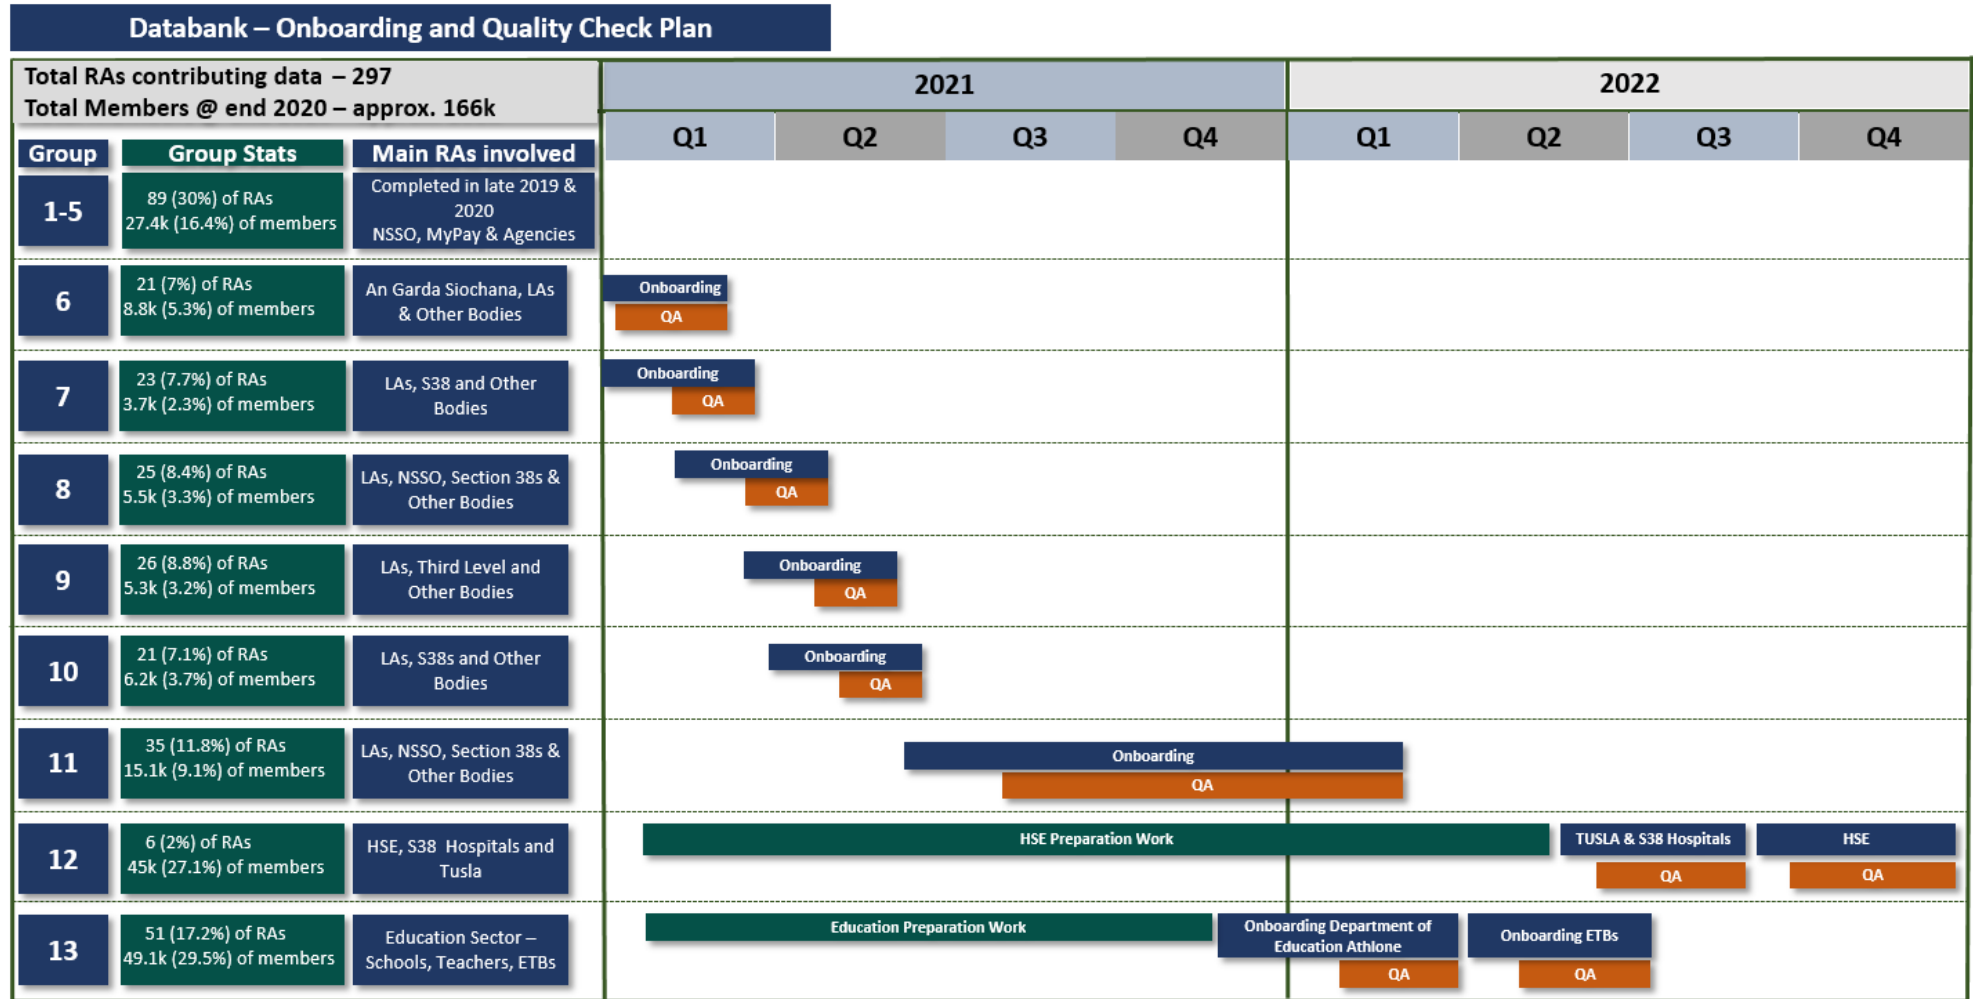 Databank – Onboarding and Quality Check Plan
Total RAs contributing data – 297
Total Members @ end 2020 – approx. 166k
2021
2022
Q1
Q2
Q3
Q4
Q1
Q2
Q3
Q4
Group
Group Stats
Main RAs involved
1-5
89 (30%) of RAs
27.4k (16.4%) of members
Completed in late 2019 &
2020
NSSO, MyPay & Agencies
6
21 (7%) of RAs
8.8k (5.3%) of members
An Garda Siochana, LAs
& Other Bodies
Onboarding
QA
7
23 (7.7%) of RAs
3.7k (2.3%) of members
LAs, S38 and Other
Bodies
Onboarding
QA
8
25 (8.4%) of RAs
5.5k (3.3%) of members
LAs, NSSO, Section 38s &
Other Bodies
Onboarding
QA
9
26 (8.8%) of RAs
5.3k (3.2%) of members
LAs, Third Level and
Other Bodies
Onboarding
QA
10
21 (7.1%) of RAs
6.2k (3.7%) of members
LAs, S38s and Other
Bodies
Onboarding
QA
11
35 (11.8%) of RAs
15.1k (9.1%) of members
LAs, NSSO, Section 38s &
Other Bodies
Onboarding
QA
12
6 (2%) of RAs
45k (27.1%) of members
HSE, S38 Hospitals and
Tusla
HSE Preparation Work
TUSLA & S38 Hospitals
HSE
QA
QA
13
51 (17.2%) of RAs
49.1k (29.5%) of members
Education Sector –
Schools, Teachers, ETBs
Education Preparation Work
Onboarding Department of
Education Athlone
Onboarding ETBs
QA
QA